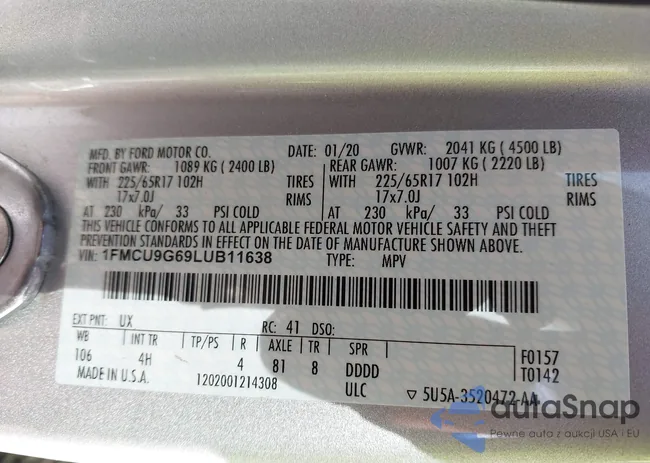 MFD. BY FORD MOTOR CO. DATE: 01/20 GVWR: 2041 KG ( 4500 LB)
FRONT GAWR: 1089 KG ( 2400 LB) REAR GAWR: 1007 KG ( 2220 LB)
WITH 225/65R17 102H TIRES WITH 225/65R17 102H TIRES
17x7.0J RIMS 17x7.0J RIMS
AT 230 kPa/ 33 PSI COLD AT 230 kPa/ 33 PSI COLD
THIS VEHICLE CONFORMS TO ALL APPLICABLE FEDERAL MOTOR VEHICLE SAFETY AND THEFT
PREVENTION STANDARDS IN EFFECT ON THE DATE OF MANUFACTURE SHOWN ABOVE.
VIN: 1FMCU9G69LUB11638 TYPE: MPV
EXT PNT: UX RC: 41 DSO:
WB INT TR TP/PS R AXLE TR SPR
106 4H 4 81 8 DDDD
F0157
T0142
MADE IN U.S.A. 1202001214308 ULC ▽ 5U5A-3520472-AA
autoSnap
Pewne auto z aukcji USA i EU